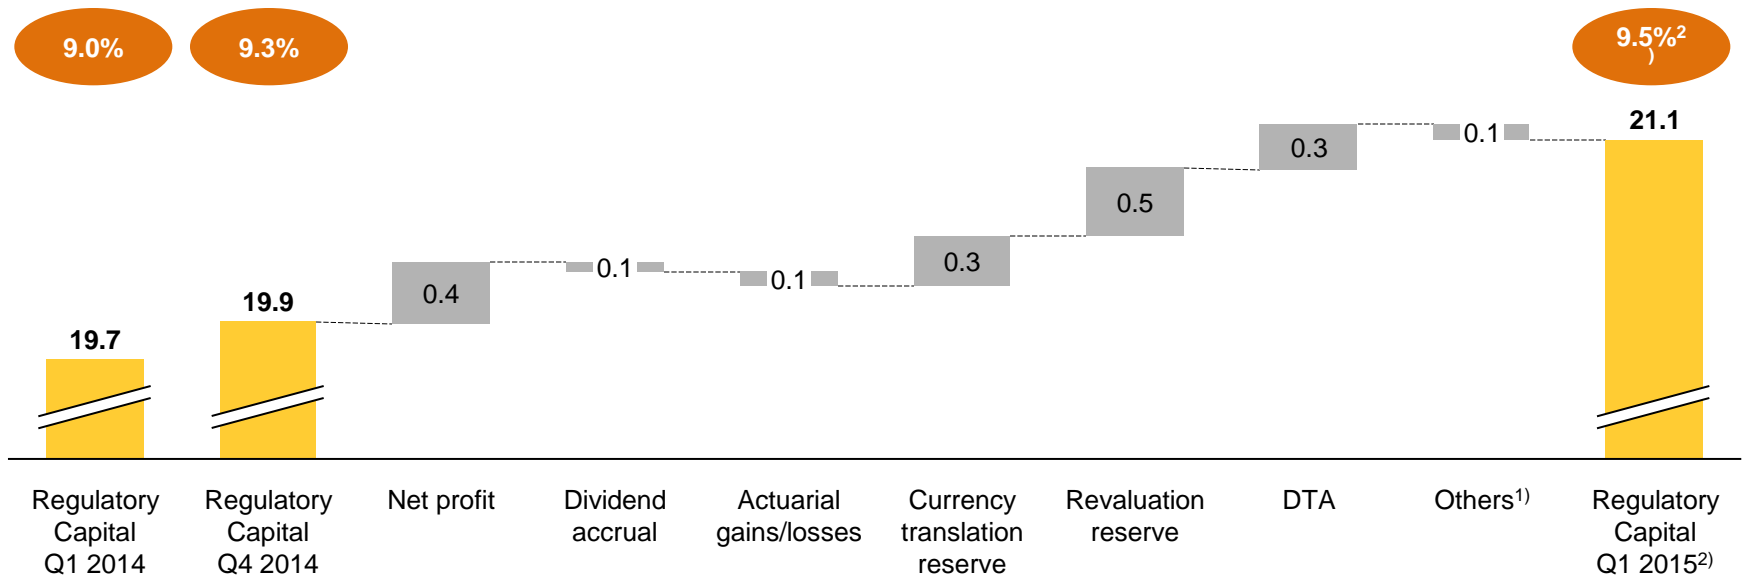 9.0%
9.3%
9.5%2
)
19.7
19.9
0.4
0.1
0.1
0.3
0.5
0.3
0.1
21.1
Regulatory
Capital
Q1 2014
Regulatory
Capital
Q4 2014
Net profit
Dividend
accrual
Actuarial
gains/losses
Currency
translation
reserve
Revaluation
reserve
DTA
Others1)
Regulatory
Capital
Q1 20152)